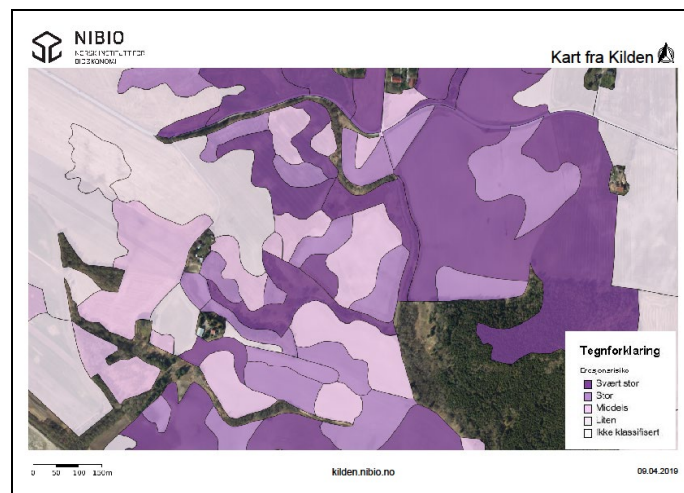 NIBIO
NORSK INSTITUTT FOR
BIOØKONOMI
Kart fra Kilden
Tegnforklaring
Erosjonsrisiko
Svært stor
Stor
Middels
Liten
Ikke klassifisert
0 50 100 150m
kilden.nibio.no
09.04.2019